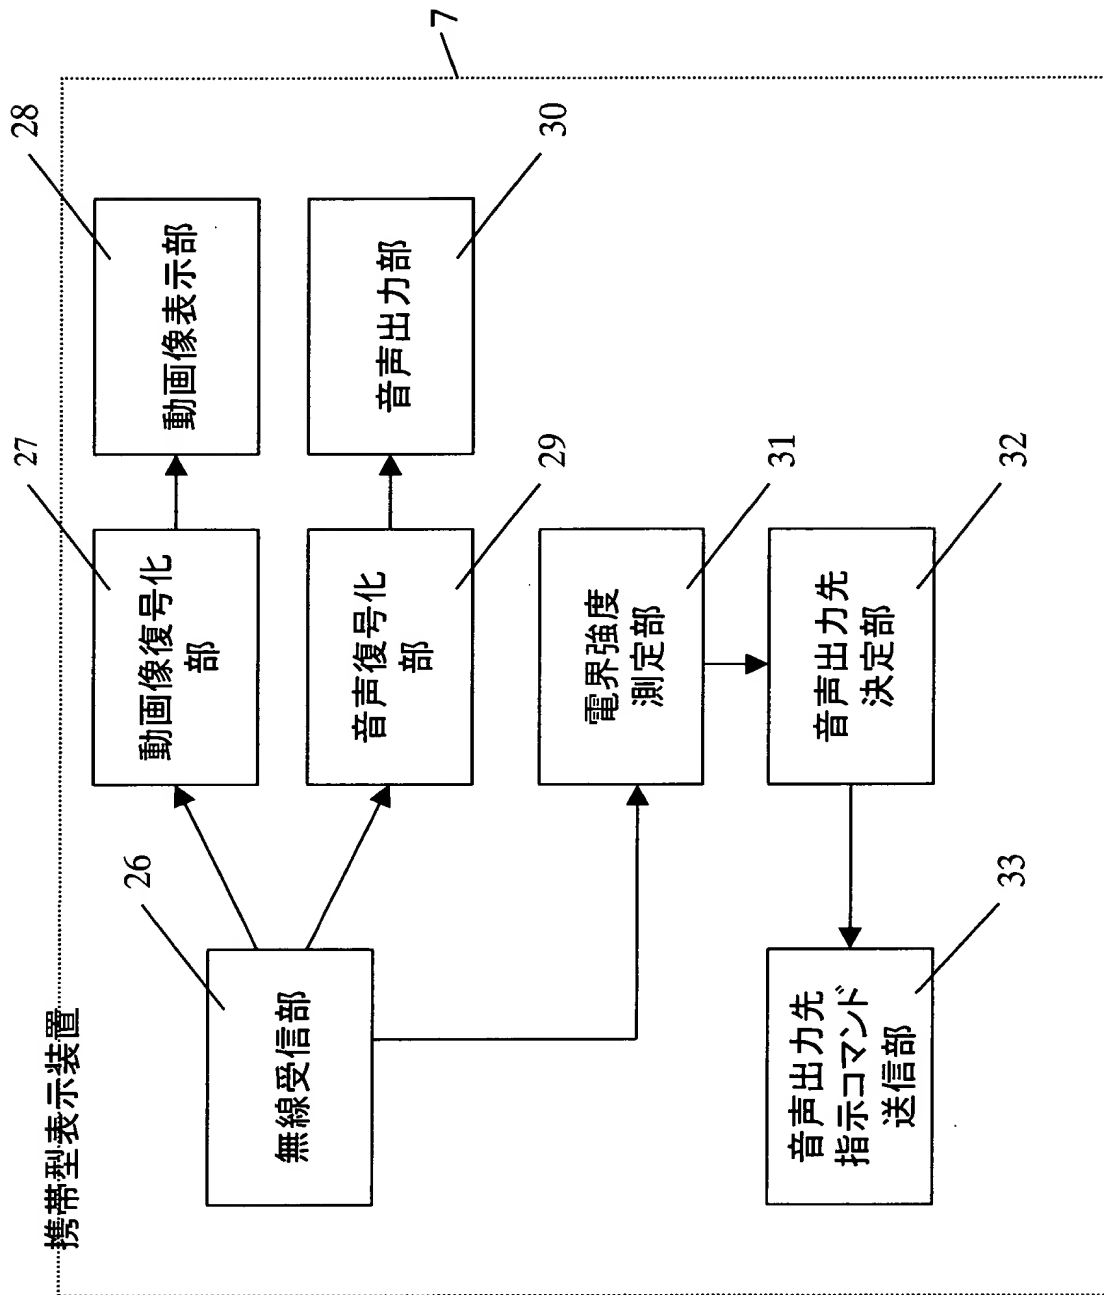 携帯型表示装置
7
26
無線受信部
27
動画像復号化
部
28
動画像表示部
29
音声復号化
部
30
音声出力部
31
電界強度
測定部
32
音声出力先
決定部
33
音声出力先
指示コマンド
送信部